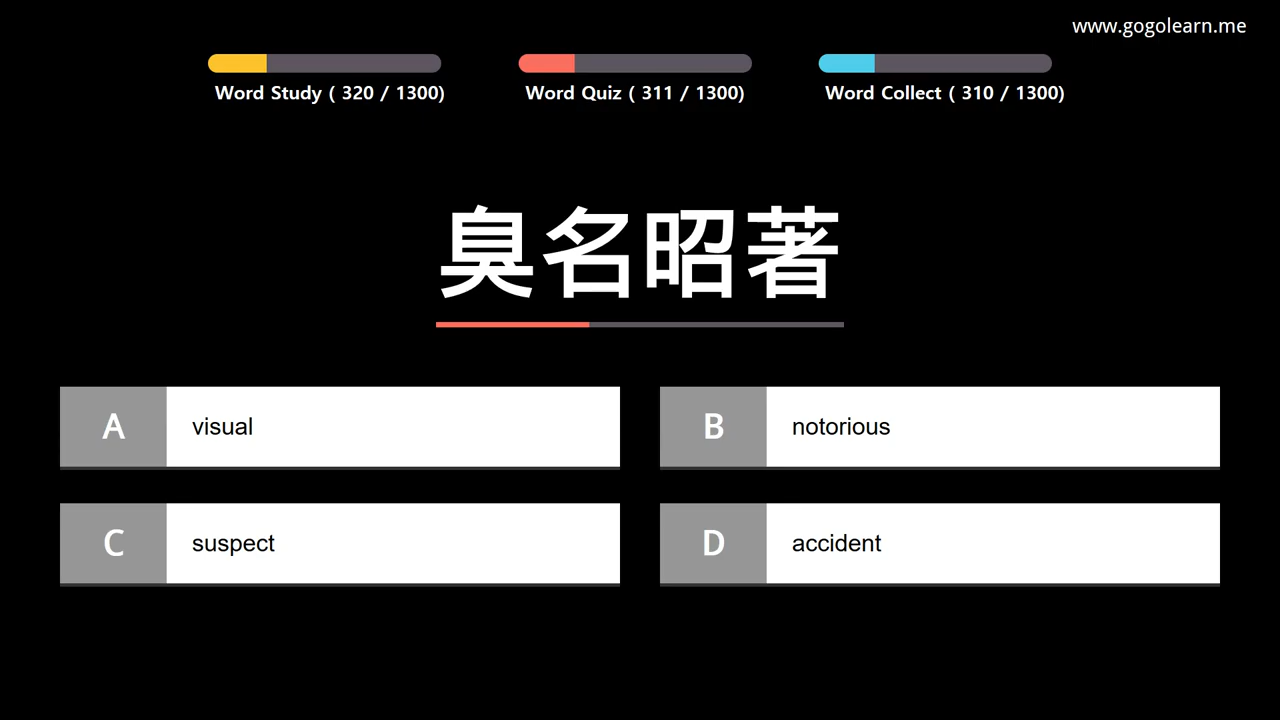 www.gogolearn.me
Word Study ( 320 / 1300)
Word Quiz ( 311 / 1300)
Word Collect ( 310 / 1300)
臭名昭著
A
visual
B
notorious
C
suspect
D
accident